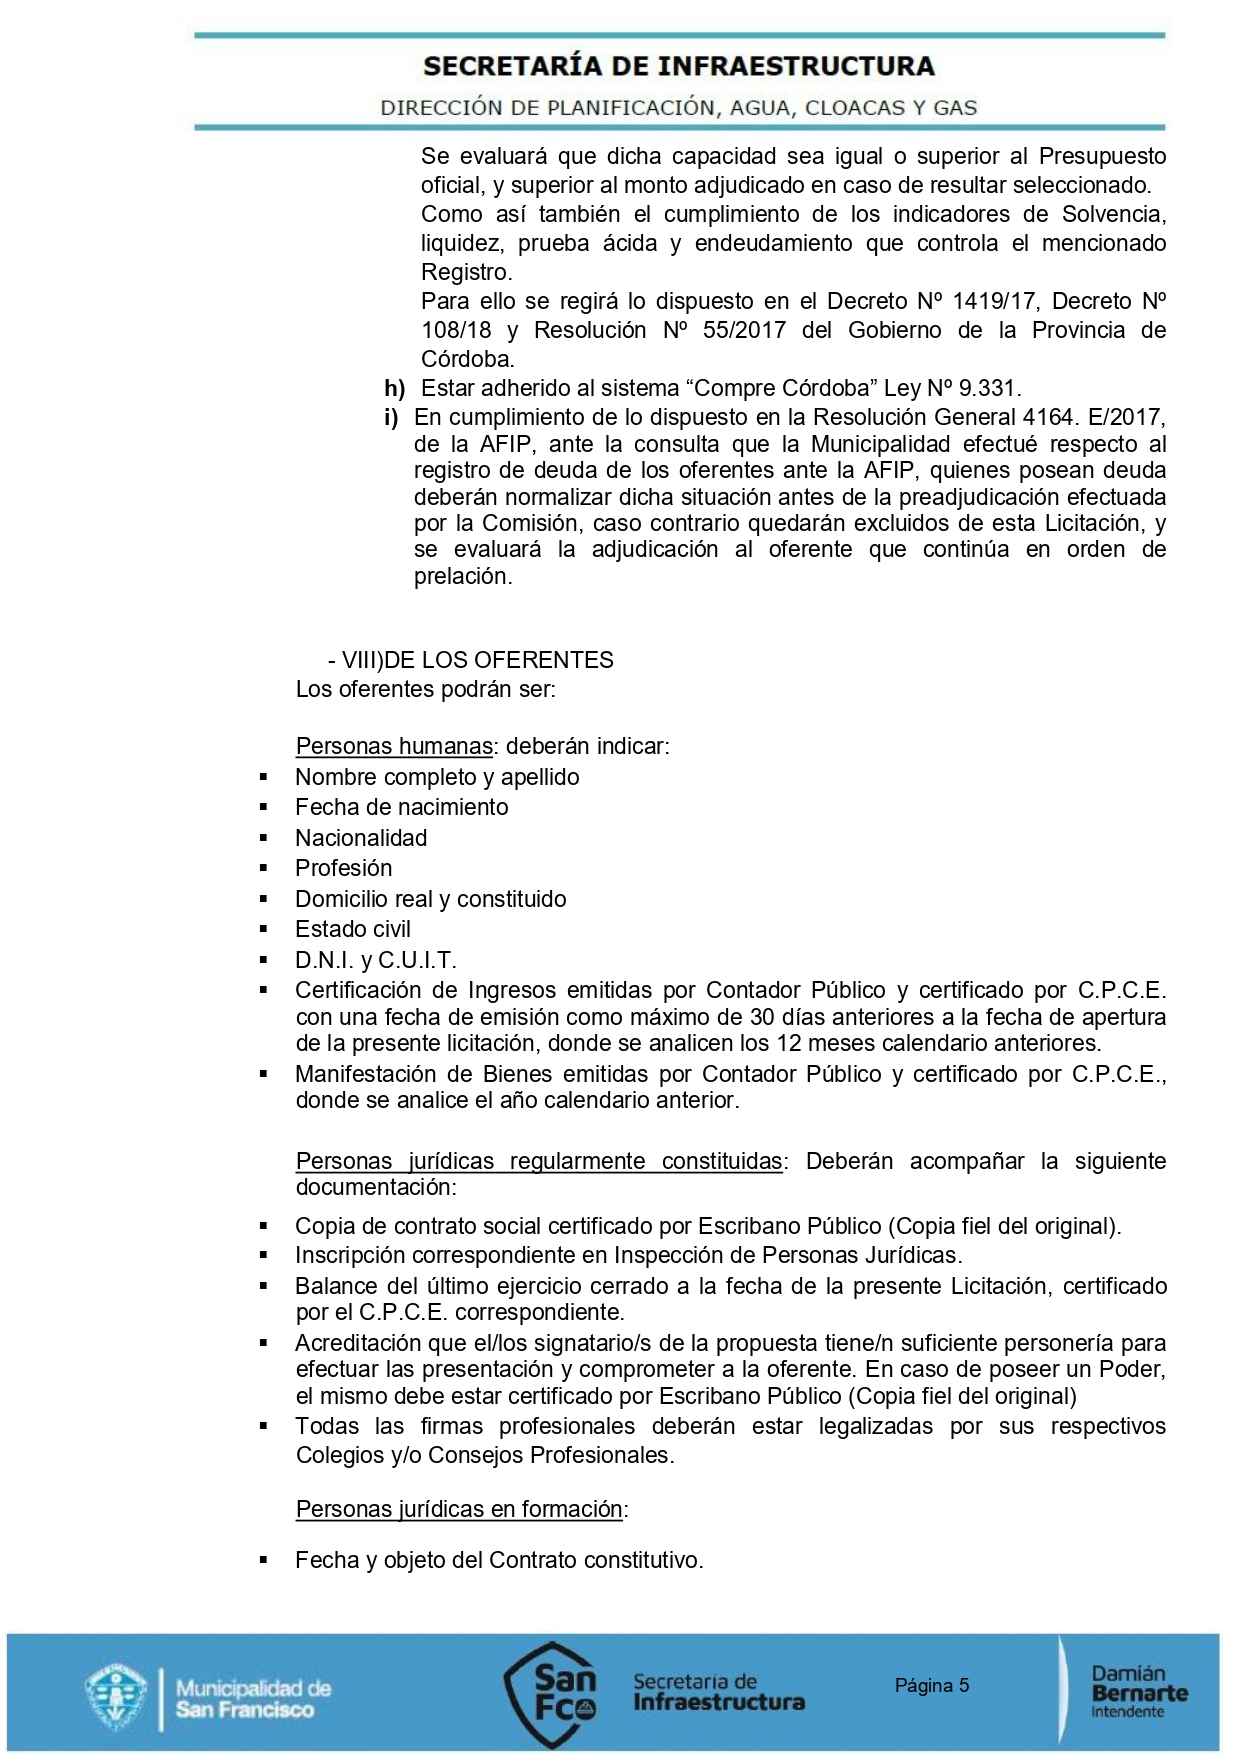 SECRETARÍA DE INFRAESTRUCTURA
DIRECCIÓN DE PLANIFICACIÓN, AGUA, CLOACAS Y GAS
Se evaluará que dicha capacidad sea igual o superior al Presupuesto
oficial, y superior al monto adjudicado en caso de resultar seleccionado.
Como así también el cumplimiento de los indicadores de Solvencia,
liquidez, prueba ácida y endeudamiento que controla el mencionado
Registro.
Para ello se regirá lo dispuesto en el Decreto Nº 1419/17, Decreto Nº
108/18 y Resolución Nº 55/2017 del Gobierno de la Provincia de
Córdoba.
h) Estar adherido al sistema “Compre Córdoba” Ley Nº 9.331.
i) En cumplimiento de lo dispuesto en la Resolución General 4164. E/2017,
de la AFIP, ante la consulta que la Municipalidad efectué respecto al
registro de deuda de los oferentes ante la AFIP, quienes posean deuda
deberán normalizar dicha situación antes de la preadjudicación efectuada
por la Comisión, caso contrario quedarán excluidos de esta Licitación, y
se evaluará la adjudicación al oferente que continúa en orden de
prelación.
- VIII)DE LOS OFERENTES
Los oferentes podrán ser:
Personas humanas: deberán indicar:
▪ Nombre completo y apellido
▪ Fecha de nacimiento
▪ Nacionalidad
▪ Profesión
▪ Domicilio real y constituido
▪ Estado civil
▪ D.N.I. y C.U.I.T.
▪ Certificación de Ingresos emitidas por Contador Público y certificado por C.P.C.E.
con una fecha de emisión como máximo de 30 días anteriores a la fecha de apertura
de la presente licitación, donde se analicen los 12 meses calendario anteriores.
▪ Manifestación de Bienes emitidas por Contador Público y certificado por C.P.C.E.,
donde se analice el año calendario anterior.
Personas jurídicas regularmente constituidas: Deberán acompañar la siguiente
documentación:
▪ Copia de contrato social certificado por Escribano Público (Copia fiel del original).
▪ Inscripción correspondiente en Inspección de Personas Jurídicas.
▪ Balance del último ejercicio cerrado a la fecha de la presente Licitación, certificado
por el C.P.C.E. correspondiente.
▪ Acreditación que el/los signatario/s de la propuesta tiene/n suficiente personería para
efectuar las presentación y comprometer a la oferente. En caso de poseer un Poder,
el mismo debe estar certificado por Escribano Público (Copia fiel del original)
▪ Todas las firmas profesionales deberán estar legalizadas por sus respectivos
Colegios y/o Consejos Profesionales.
Personas jurídicas en formación:
▪ Fecha y objeto del Contrato constitutivo.
Municipalidad de
San Francisco
San
Fco
Secretaría de
Infraestructura
Página 5
Damián
Bernarte
Intendente